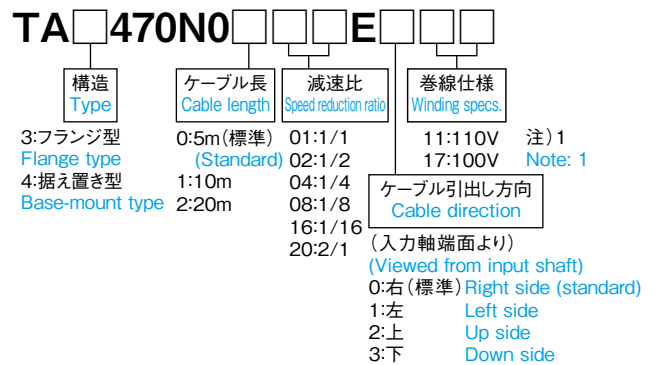 TA□470N0□□□E□□□
構造
Type
3:フランジ型
Flange type
4:据え置き型
Base-mount type
ケーブル長
Cable length
0:5m(標準)
(Standard)
1:10m
2:20m
減速比
Speed reduction ratio
01:1/1
02:1/2
04:1/4
08:1/8
16:1/16
20:2/1
巻線仕様
Winding specs.
11:110V 注)1
17:100V Note: 1
ケーブル引出し方向
Cable direction
(入力軸端面より)
(Viewed from input shaft)
0:右(標準) Right side (standard)
1:左 Left side
2:上 Up side
3:下 Down side